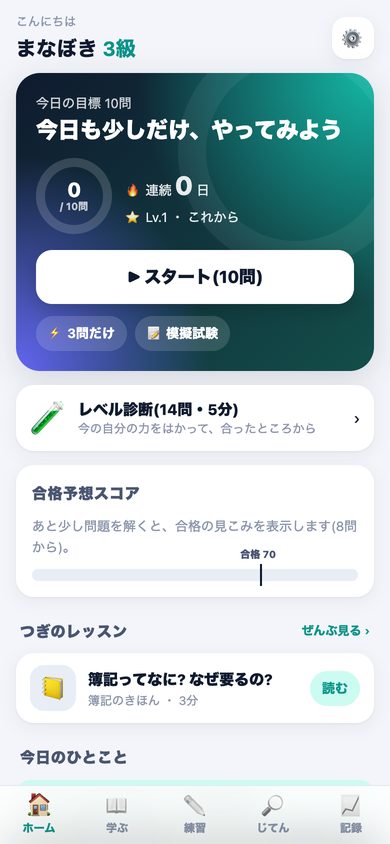 こんにちは
まなぼき 3級
今日の目標 10問
今日も少しだけ、やってみよう
0
/ 10問
🔥 連続 0 日
⭐ Lv.1 ・ これから
▶ スタート(10問)
⚡ 3問だけ
📝 模擬試験
レベル診断(14問・5分)
今の自分の力をはかって、合ったところから
›
合格予想スコア
あと少し問題を解くと、合格の見こみを表示します(8問
から)。
合格 70
つぎのレッスン
ぜんぶ見る ›
簿記ってなに? なぜ要るの?
簿記のきほん ・ 3分
読む
今日のひとこと
ホーム
学ぶ
練習
じてん
記録